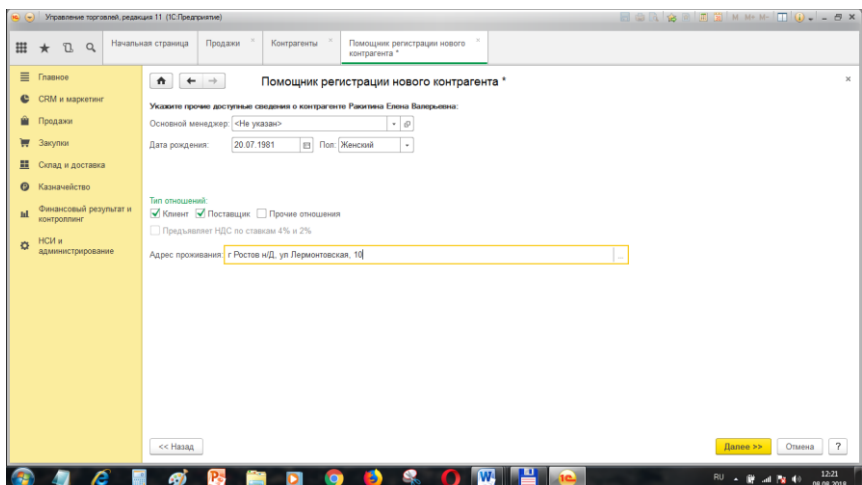 Управление торговлей, редакция 11 (1С:Предприятие)
M M+ M-
Начальная страница
Продажи
Контрагенты
Помощник регистрации нового контрагента *
Главное
CRM и маркетинг
Продажи
Закупки
Склад и доставка
Казначейство
Финансовый результат и
контроллинг
НСИ и
администрирование
Помощник регистрации нового контрагента *
Укажите прочие доступные сведения о контрагенте Ракитина Елена Валерьевна:
Основной менеджер: <Не указан>
Дата рождения: 20.07.1981 Пол: Женский
Тип отношений:
Клиент Поставщик Прочие отношения
Предъявляет НДС по ставкам 4% и 2%
Адрес проживания: г Ростов н/Д, ул Лермонтовская, 10 ...
<< Назад
Далее >> Отмена ?
RU 12:21
08.08.2018